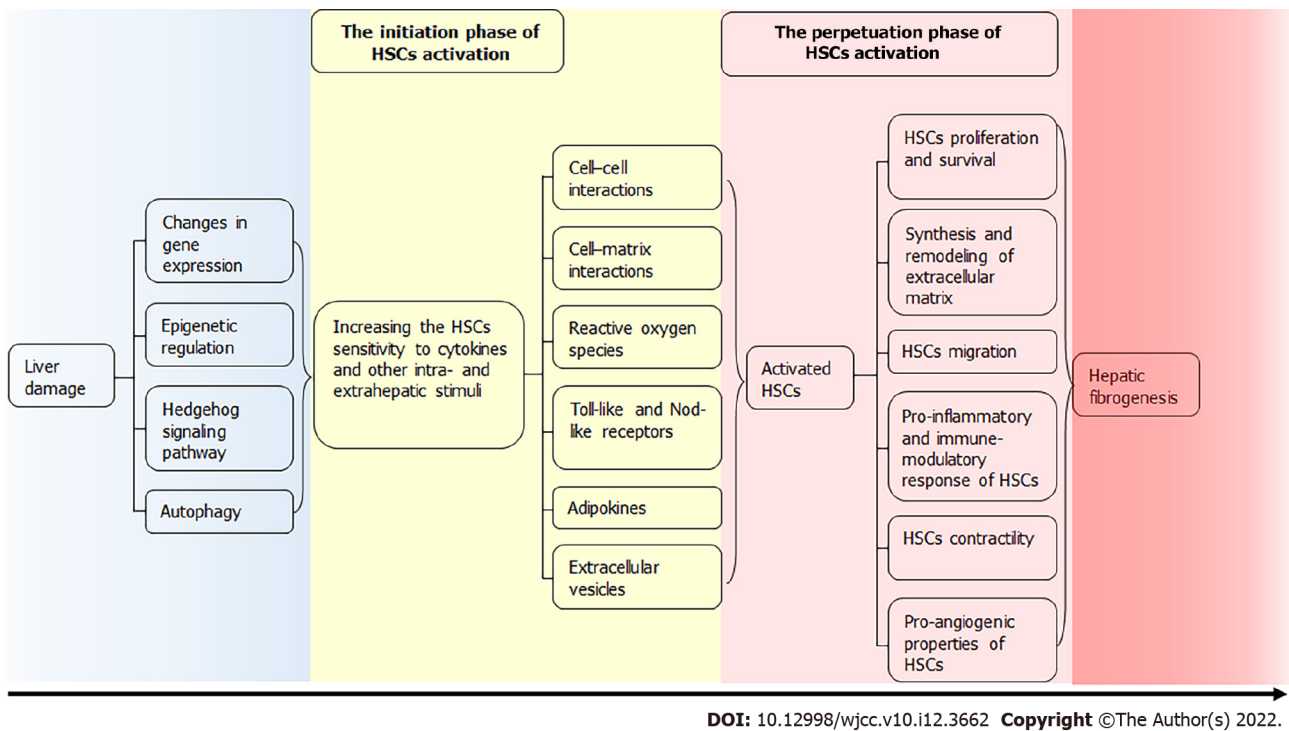 The initiation phase of
HSCs activation
The perpetuation phase of
HSCs activation
Liver
damage
Changes in
gene
expression
Epigenetic
regulation
Hedgehog
signaling
pathway
Autophagy
Increasing the HSCs
sensitivity to cytokines
and other intra- and
extrahepatic stimuli
Cell–cell
interactions
Cell–matrix
interactions
Reactive oxygen
species
Toll-like and Nod-
like receptors
Adipokines
Extracellular
vesicles
Activated
HSCs
HSCs proliferation
and survival
Synthesis and
remodeling of
extracellular
matrix
HSCs migration
Pro-inflammatory
and immune-
modulatory
response of HSCs
HSCs contractility
Pro-angiogenic
properties of
HSCs
Hepatic
fibrogenesis
DOI: 10.12998/wjcc.v10.i12.3662 Copyright ©The Author(s) 2022.